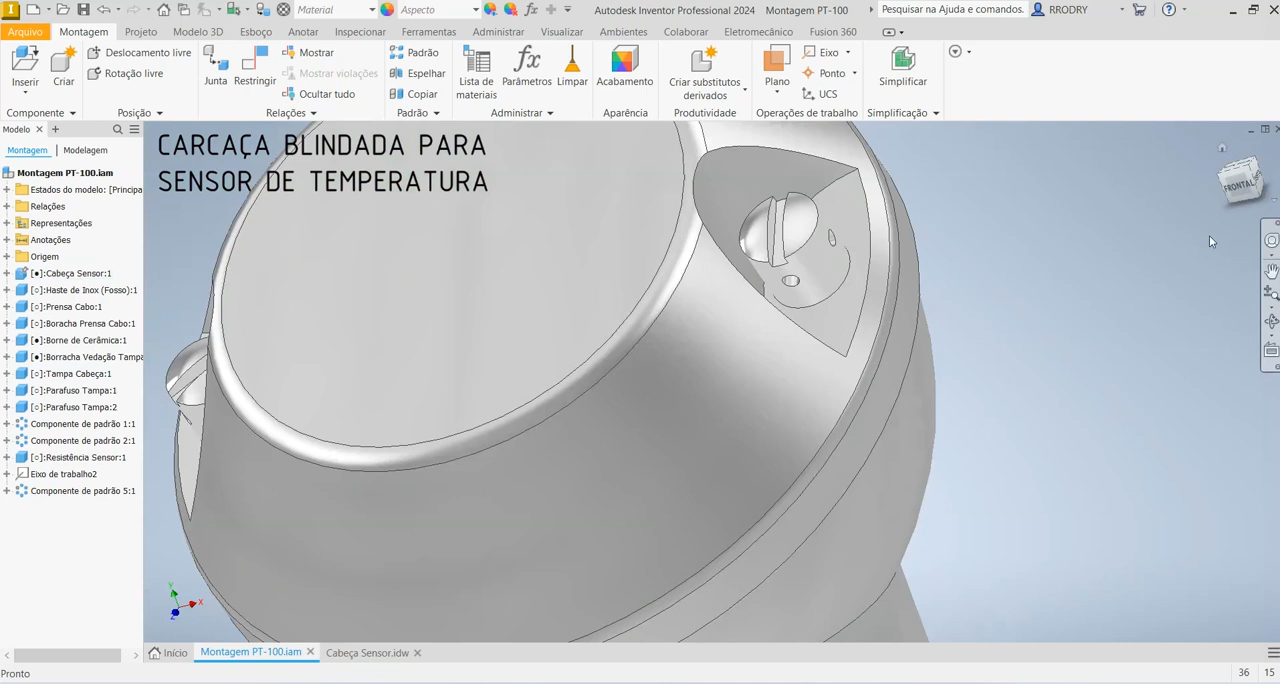 Material
Aspecto
Autodesk Inventor Professional 2024
Montagem PT-100
Pesquisar na Ajuda e comandos.
RRODRY
Arquivo
Montagem
Projeto
Modelo 3D
Esboço
Anotar
Inspecionar
Ferramentas
Administrar
Visualizar
Ambientes
Colaborar
Eletromecânico
Fusion 360
Inserir
Criar
Deslocamento livre
Rotação livre
Junta
Restringir
Mostrar
Mostrar violações
Ocultar tudo
Padrão
Espelhar
Copiar
Lista de
materiais
Parâmetros
Limpar
Acabamento
Criar substitutos
derivados
Plano
Eixo
Ponto
UCS
Simplificar
Componente
Posição
Relações
Padrão
Administrar
Aparência
Produtividade
Operações de trabalho
Simplificação
Modelo
Montagem
Modelagem
Montagem PT-100.iam
Estados do modelo: [Principa
Relações
Representações
Anotações
Origem
[●]:Cabeça Sensor:1
[○]:Haste de Inox (Fosso):1
[○]:Prensa Cabo:1
[○]:Boracha Prensa Cabo:1
[●]:Borne de Cerâmica:1
[●]:Borracha Vedação Tampa
[○]:Tampa Cabeça:1
[○]:Parafuso Tampa:1
[○]:Parafuso Tampa:2
Componente de padrão 1:1
Componente de padrão 2:1
[○]:Resistência Sensor:1
Eixo de trabalho2
Componente de padrão 5:1
CARCAÇA BLINDADA PARA
SENSOR DE TEMPERATURA
FRONTAL
Y
X
Z
Início
Montagem PT-100.iam
Cabeça Sensor.idw
Pronto
36
15